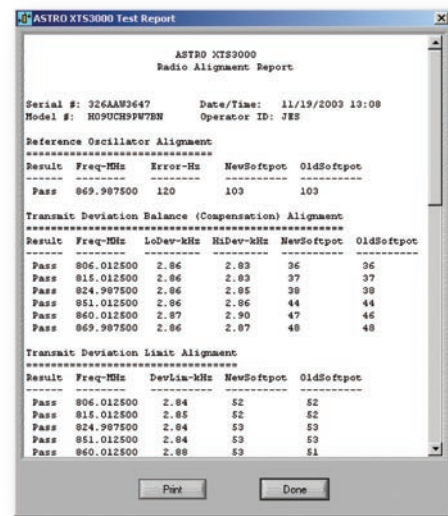 ASTRO XTS3000 Test Report
ASTRO XTS3000
Radio Alignment Report
Serial #: 326AAW3647 Date/Time: 11/19/2003 13:08
Model #: H09UCH9PW7BN Operator ID: JES
Reference Oscillator Alignment
===============================
Result Freq-MHz Error-Hz NewSoftpot OldSoftpot
Pass 869.987500 120 103 103
Transmit Deviation Balance (Compensation) Alignment
===================================================
Result Freq-MHz LoDev-kHz HiDev-kHz NewSoftpot OldSoftpot
Pass 806.012500 2.86 2.83 36 36
Pass 815.012500 2.86 2.83 37 37
Pass 824.987500 2.86 2.85 38 38
Pass 851.012500 2.86 2.86 44 44
Pass 860.012500 2.87 2.90 47 46
Pass 869.987500 2.86 2.87 48 48
Transmit Deviation Limit Alignment
==================================
Result Freq-MHz DevLim-kHz NewSoftpot OldSoftpot
Pass 806.012500 2.84 52 52
Pass 815.012500 2.85 52 52
Pass 824.987500 2.84 53 53
Pass 851.012500 2.84 53 53
Pass 860.012500 2.88 53 51
Print Done